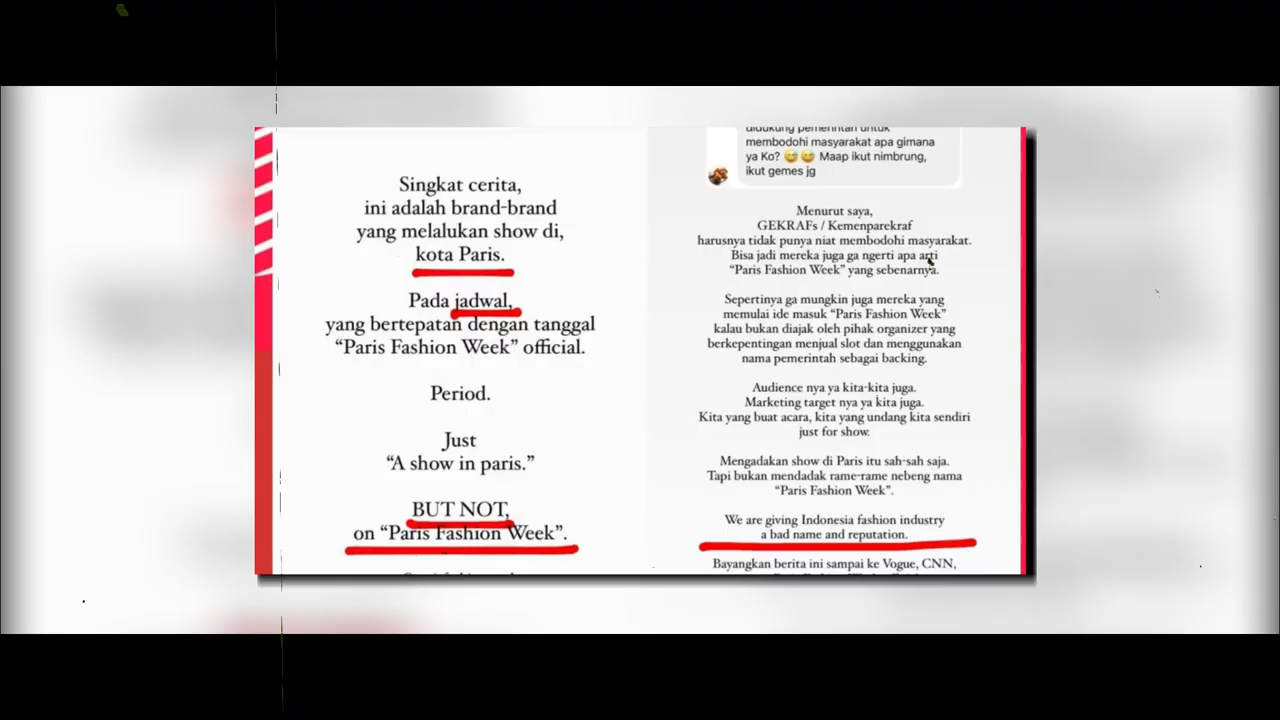 Singkat cerita,
ini adalah brand-brand
yang melalukan show di,
kota Paris.
Pada jadwal,
yang bertepatan dengan tanggal
“Paris Fashion Week” official.
Period.
Just
“A show in paris.”
BUT NOT,
on “Paris Fashion Week”.
didukung pemerintah untuk
membodohi masyarakat apa gimana
ya Ko? 😅😅 Maap ikut nimbrung,
ikut gemes jg
Menurut saya,
GEKRAFs / Kemenparekraf
harusnya tidak punya niat membodohi masyarakat.
Bisa jadi mereka juga ga ngerti apa arti
“Paris Fashion Week” yang sebenarnya.
Sepertinya ga mungkin juga mereka yang
memulai ide masuk “Paris Fashion Week”
kalau bukan diajak oleh pihak organizer yang
berkepentingan menjual slot dan menggunakan
nama pemerintah sebagai backing.
Audience nya ya kita-kita juga.
Marketing target nya ya kita juga.
Kita yang buat acara, kita yang undang kita sendiri
just for show.
Mengadakan show di Paris itu sah-sah saja.
Tapi bukan mendadak rame-rame nebeng nama
“Paris Fashion Week”.
We are giving Indonesia fashion industry
a bad name and reputation.
Bayangkan berita ini sampai ke Vogue, CNN,